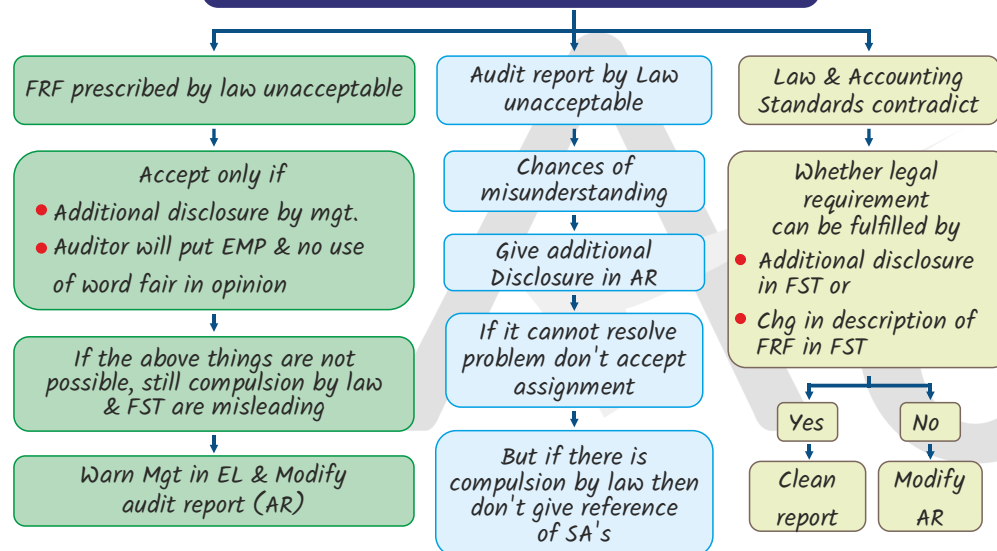 FRF prescribed by law unacceptable
Accept only if
Additional disclosure by mgt.
Auditor will put EMP & no use
of word fair in opinion
If the above things are not
possible, still compulsion by law
& FST are misleading
Warn Mgt in EL & Modify
audit report (AR)
Audit report by Law
unacceptable
Chances of
misunderstanding
Give additional
Disclosure in AR
If it cannot resolve
problem don't accept
assignment
But if there is
compulsion by law then
don't give reference
of SA's
Law & Accounting
Standards contradict
Whether legal
requirement
can be fulfilled by
Additional disclosure
in FST or
Chg in description of
FRF in FST
Yes
No
Clean
report
Modify
AR